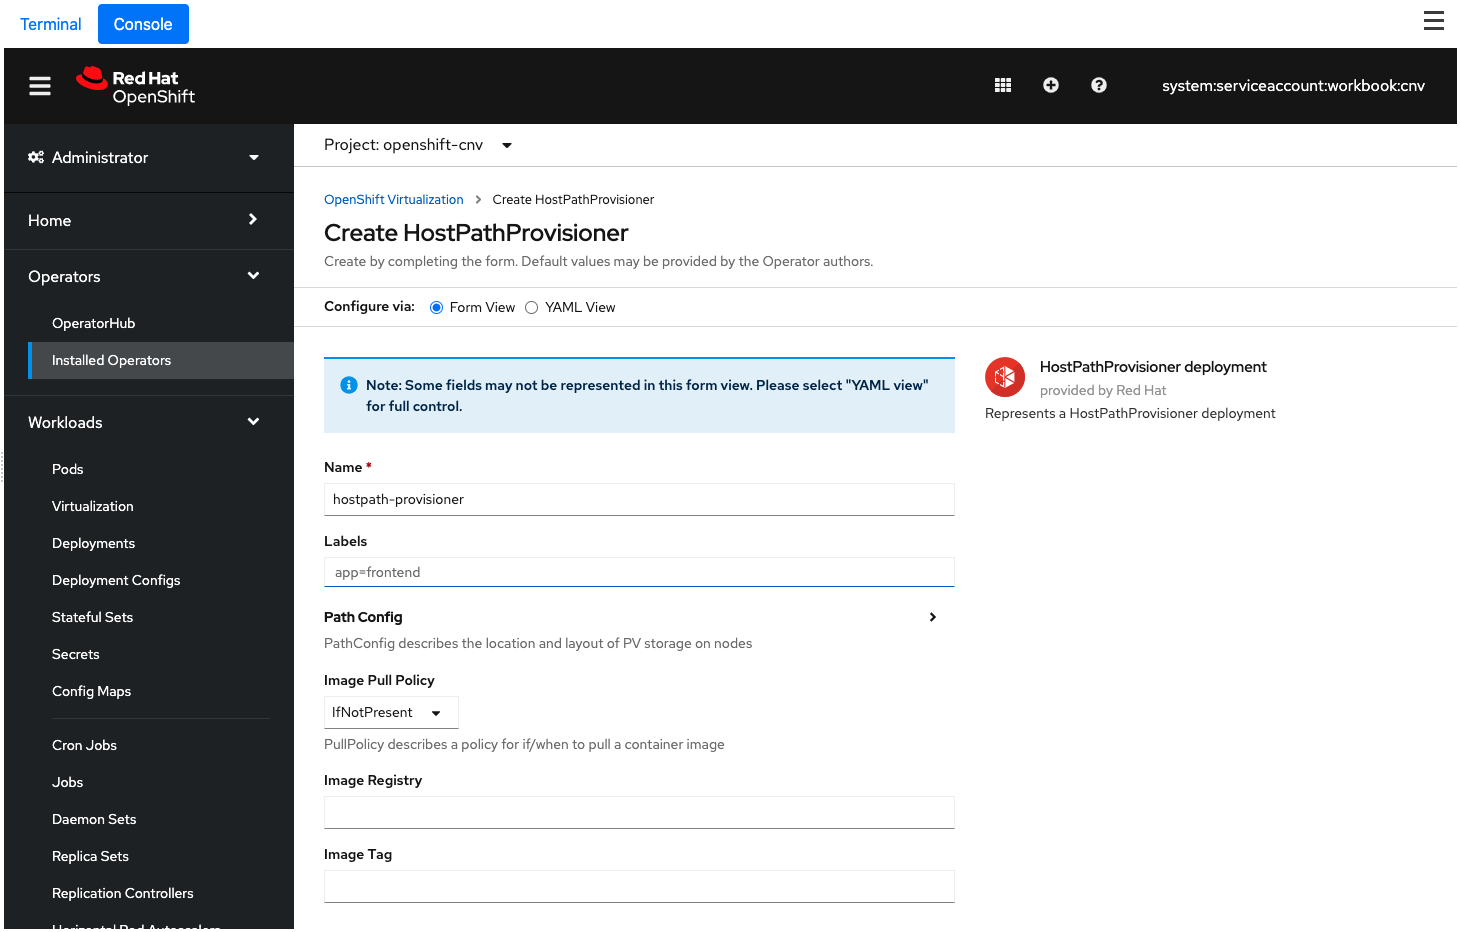 Terminal
Console
Red Hat
OpenShift
system:serviceaccount:workbook:cnv
Administrator
Home
Operators
OperatorHub
Installed Operators
Workloads
Pods
Virtualization
Deployments
Deployment Configs
Stateful Sets
Secrets
Config Maps
Cron Jobs
Jobs
Daemon Sets
Replica Sets
Replication Controllers
Horizontal Pod Autoscalers
Project: openshift-cnv
OpenShift Virtualization > Create HostPathProvisioner
Create HostPathProvisioner
Create by completing the form. Default values may be provided by the Operator authors.
Configure via: Form View YAML View
Note: Some fields may not be represented in this form view. Please select "YAML view"
for full control.
Name *
hostpath-provisioner
Labels
app=frontend
Path Config
PathConfig describes the location and layout of PV storage on nodes
Image Pull Policy
IfNotPresent
PullPolicy describes a policy for if/when to pull a container image
Image Registry
Image Tag
HostPathProvisioner deployment
provided by Red Hat
Represents a HostPathProvisioner deployment